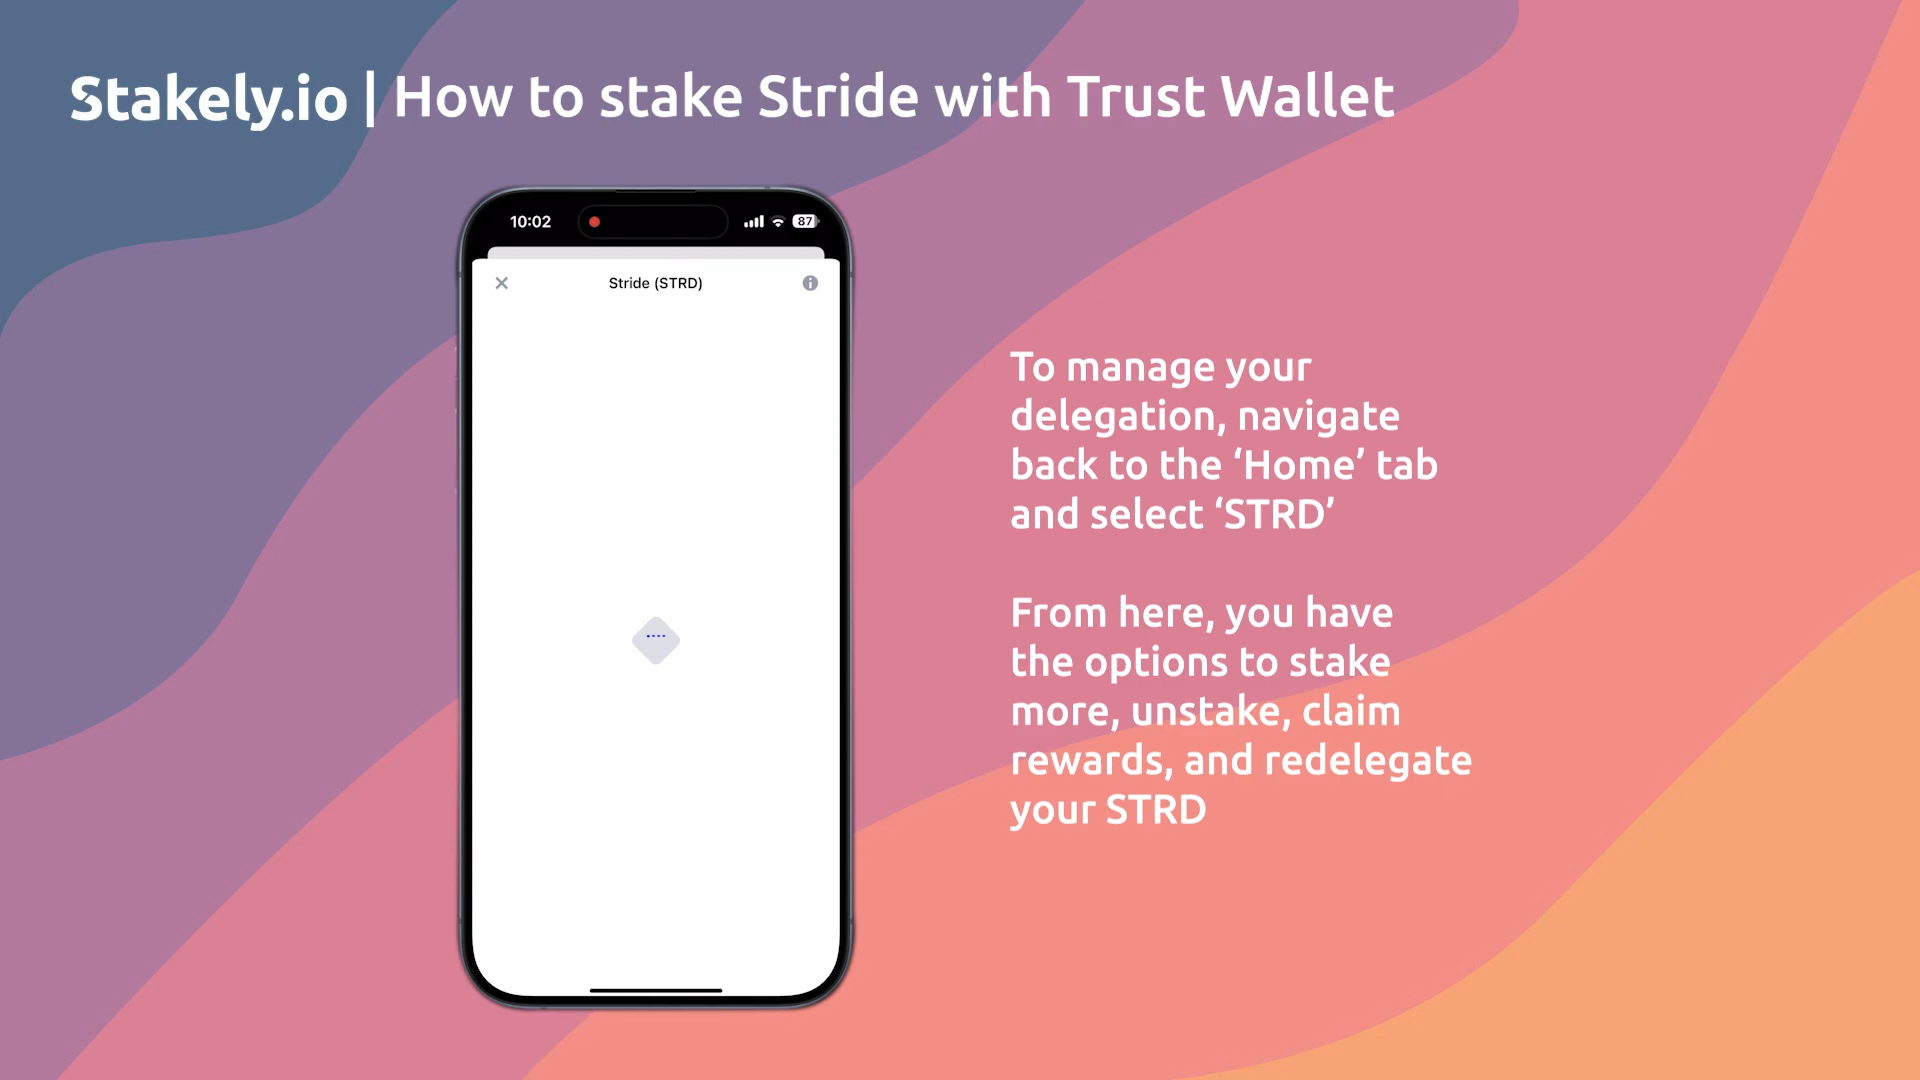 Stakely.io | How to stake Stride with Trust Wallet
10:02
87
Stride (STRD)
To manage your
delegation, navigate
back to the ‘Home’ tab
and select ‘STRD’
From here, you have
the options to stake
more, unstake, claim
rewards, and redelegate
your STRD